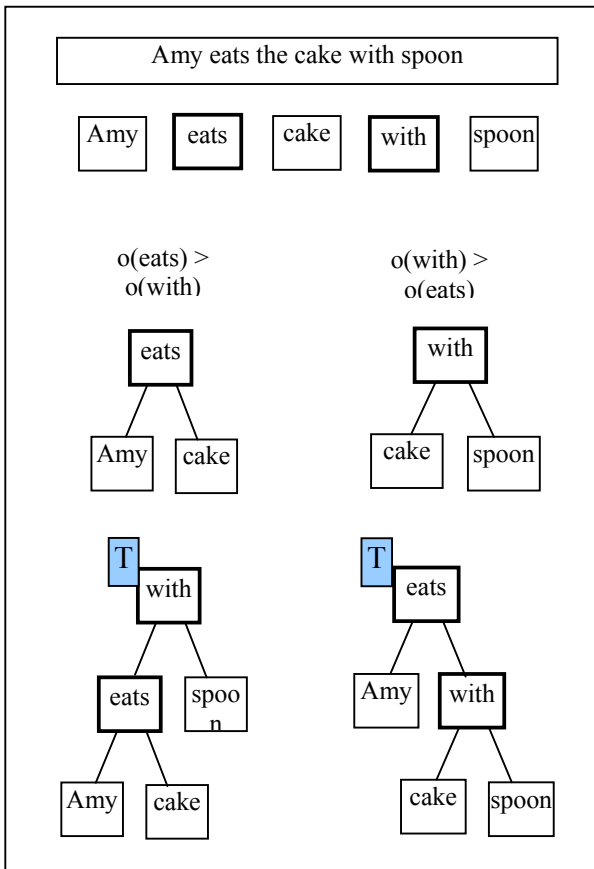 Amy eats the cake with spoon
Amy eats cake with spoon
o(eats) > o(with) >
o(with) o(eats)
eats with
Amy cake cake spoon
T T
with eats
eats spoo Amy with
n
Amy cake cake spoon